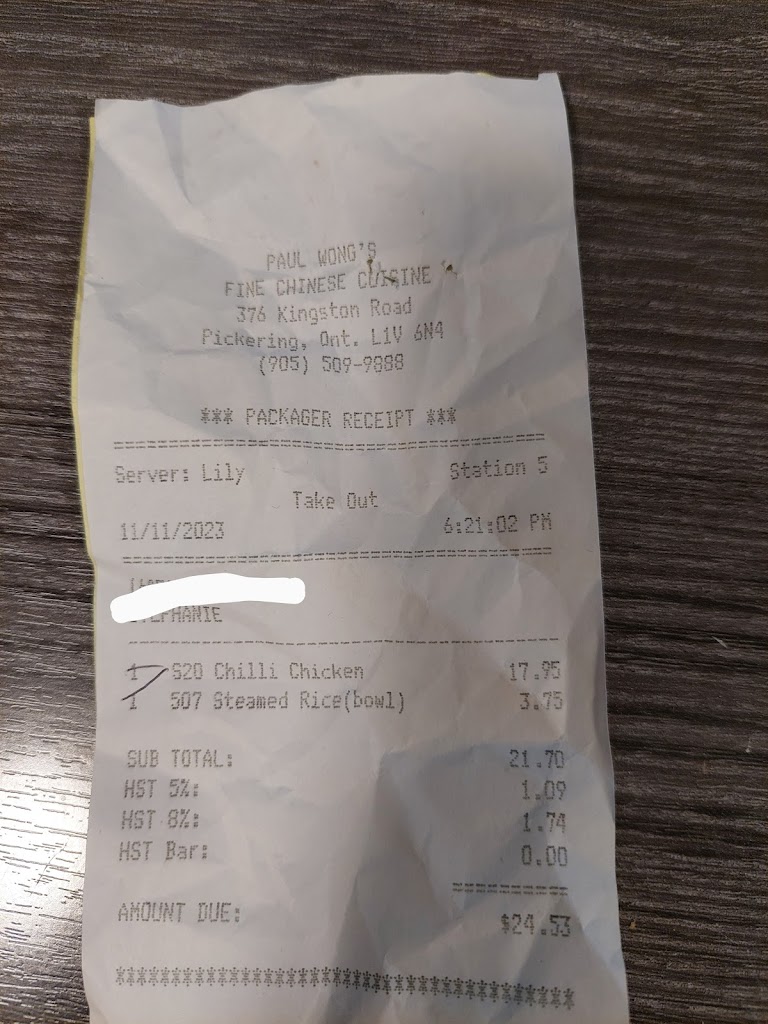 PAUL WONG'S
FINE CHINESE CUISINE
376 Kingston Road
Pickering, Ont. L1V 6N4
(905) 509-9888
*** PACKAGER RECEIPT ***
Server: Lily Station 5
Take Out
11/11/2023 6:21:02 PM
1 S20 Chilli Chicken 17.95
1 507 Steamed Rice(bowl) 3.75
SUB TOTAL: 21.70
HST 5%: 1.09
HST 8%: 1.74
HST Bar: 0.00
AMOUNT DUE: $24.53